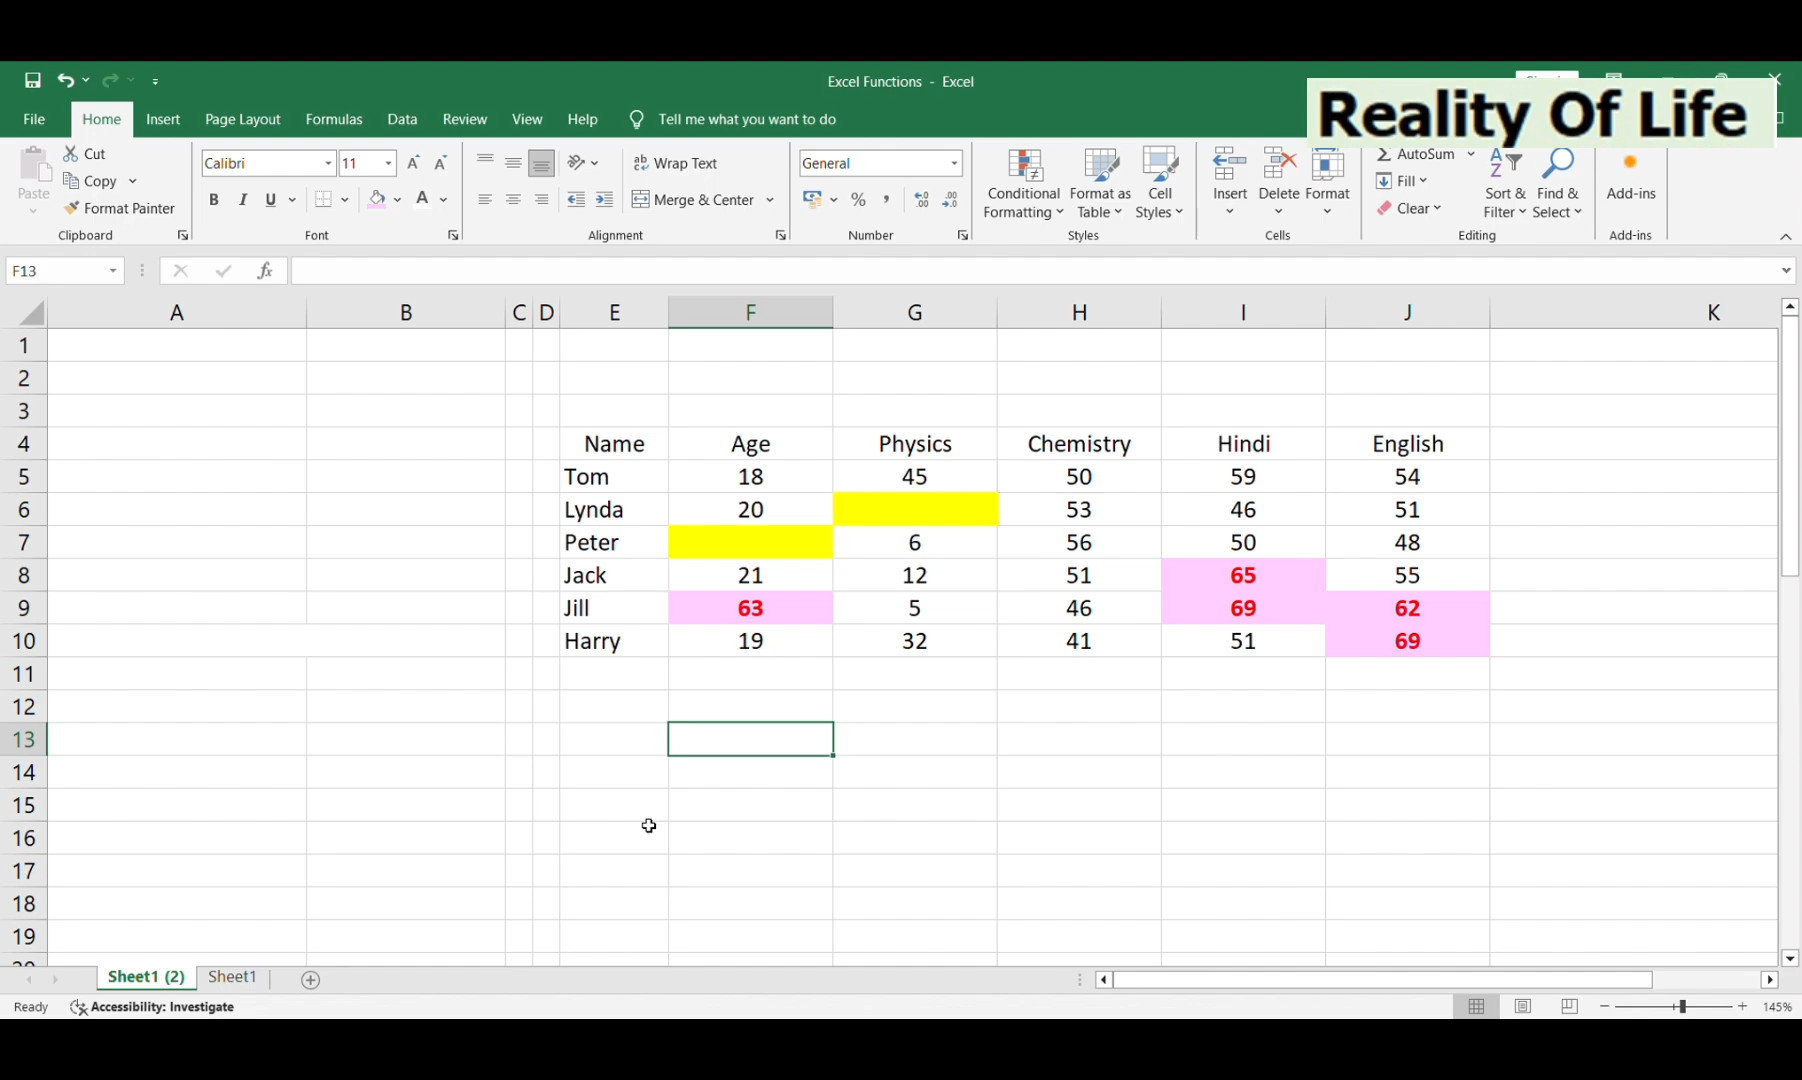 Excel Functions - Excel
Reality Of Life
File Home Insert Page Layout Formulas Data Review View Help Tell me what you want to do
Paste
Cut
Copy
Format Painter
Clipboard
Calibri 11
B I U
Font
Wrap Text
Merge & Center
Alignment
General
% ,
Number
Conditional Formatting
Format as Table
Cell Styles
Styles
Insert
Delete
Format
Cells
AutoSum
Fill
Clear
Sort & Filter
Find & Select
Editing
Add-ins
Add-ins
F13 fx
A B C D E F G H I J K
1
2
3
4 Name Age Physics Chemistry Hindi English
5 Tom 18 45 50 59 54
6 Lynda 20 53 46 51
7 Peter 6 56 50 48
8 Jack 21 12 51 65 55
9 Jill 63 5 46 69 62
10 Harry 19 32 41 51 69
11
12
13
14
15
16
17
18
19
Sheet1 (2) Sheet1
Ready Accessibility: Investigate 145%